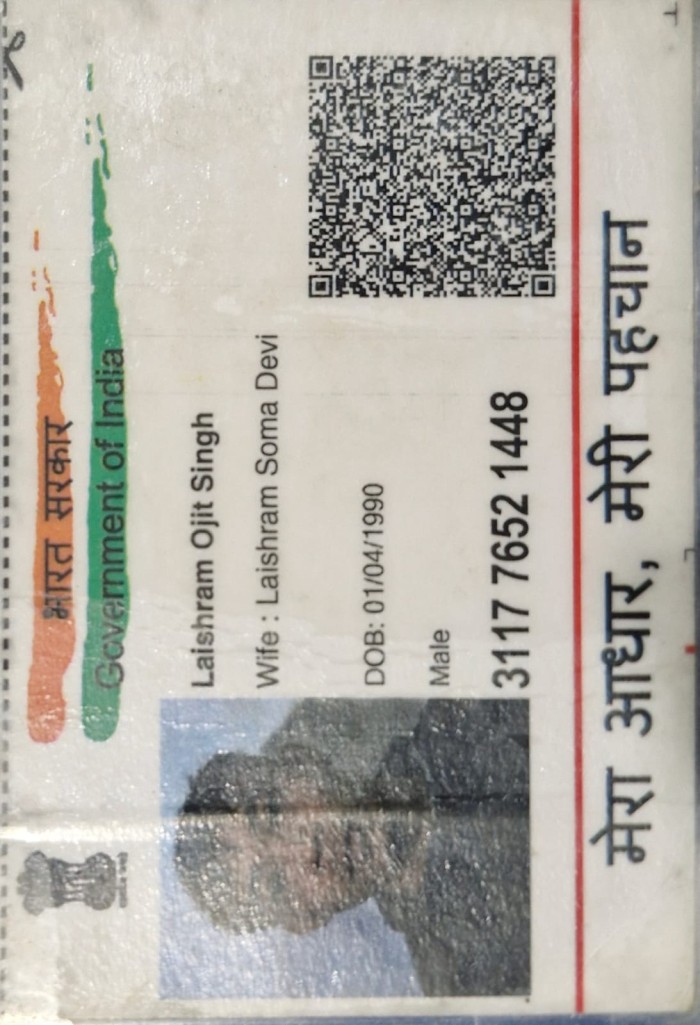 भारत सरकार
Government of India
Laishram Ojit Singh
Wife : Laishram Soma Devi
DOB: 01/04/1990
Male
3117 7652 1448
मेरा आधार, मेरी पहचान